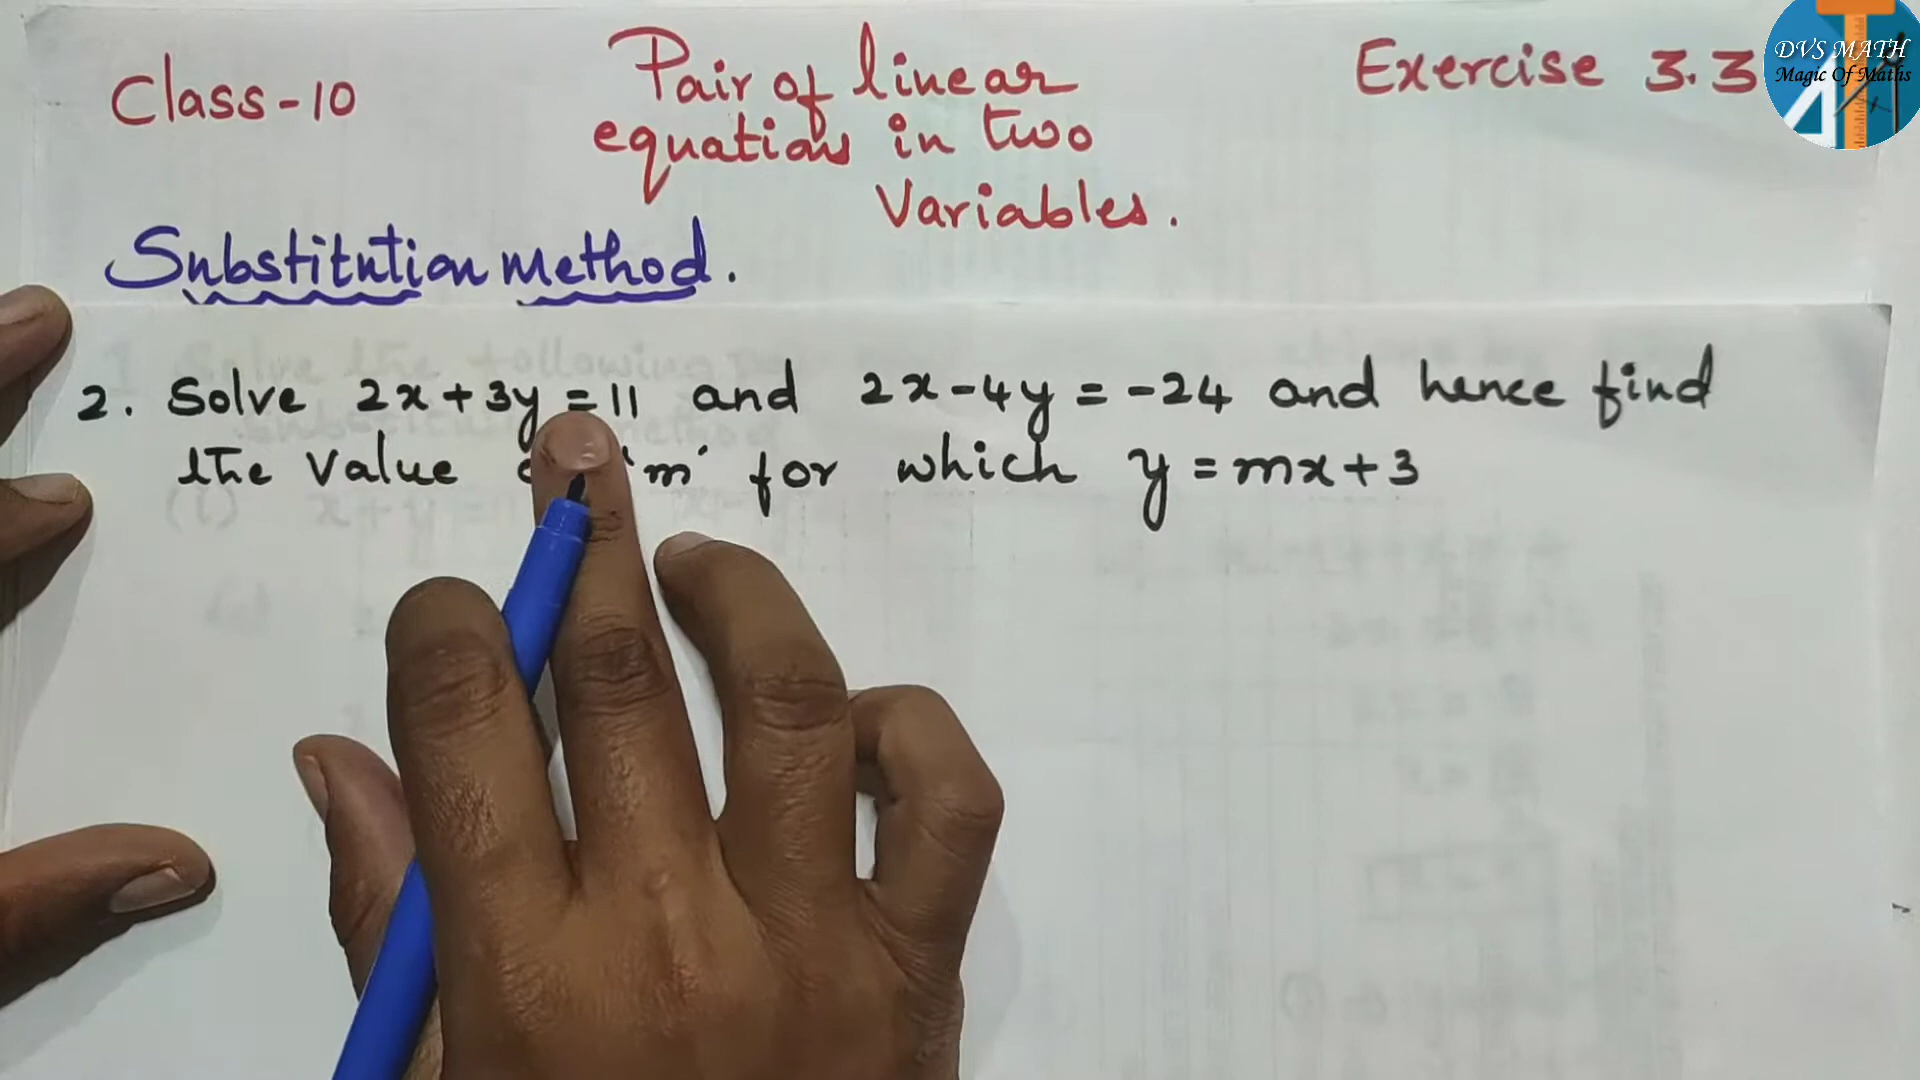 Class-10
Pair of linear
equations in two
Variables.
Exercise 3.3
DVS MATH
Magic Of Maths
Substitution method.
2. Solve 2x+3y=11 and 2x-4y=-24 and hence find
the value 'm' for which y=mx+3